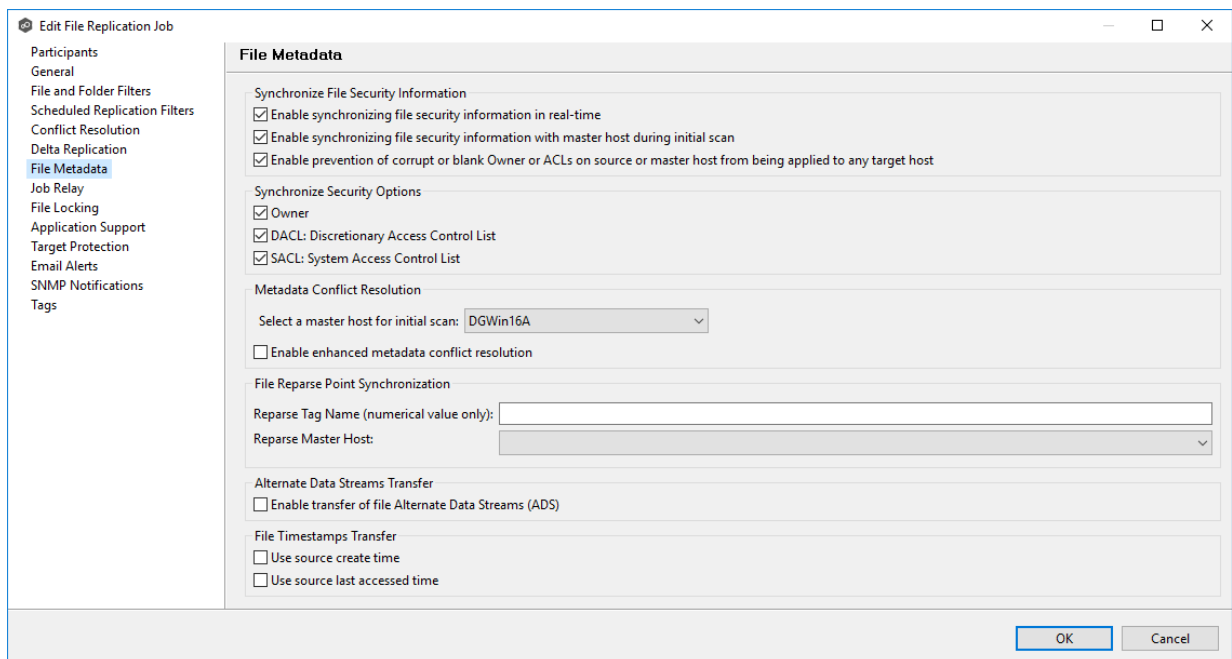 Edit File Replication Job
Participants
General
File and Folder Filters
Scheduled Replication Filters
Conflict Resolution
Delta Replication
File Metadata
Job Relay
File Locking
Application Support
Target Protection
Email Alerts
SNMP Notifications
Tags
File Metadata
Synchronize File Security Information
Enable synchronizing file security information in real-time
Enable synchronizing file security information with master host during initial scan
Enable prevention of corrupt or blank Owner or ACLs on source or master host from being applied to any target host
Synchronize Security Options
Owner
DACL: Discretionary Access Control List
SACL: System Access Control List
Metadata Conflict Resolution
Select a master host for initial scan: DGWin16A
Enable enhanced metadata conflict resolution
File Reparse Point Synchronization
Reparse Tag Name (numerical value only):
Reparse Master Host:
Alternate Data Streams Transfer
Enable transfer of file Alternate Data Streams (ADS)
File Timestamps Transfer
Use source create time
Use source last accessed time
OK Cancel